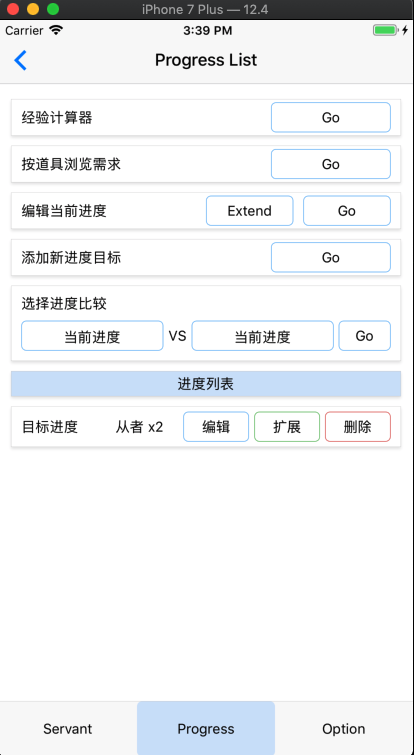 iPhone 7 Plus — 12.4
Carrier 3:39 PM
Progress List
经验计算器 Go
按道具浏览需求 Go
编辑当前进度 Extend Go
添加新进度目标 Go
选择进度比较
当前进度 VS 当前进度 Go
进度列表
目标进度 从者 x2 编辑 扩展 删除
Servant Progress Option